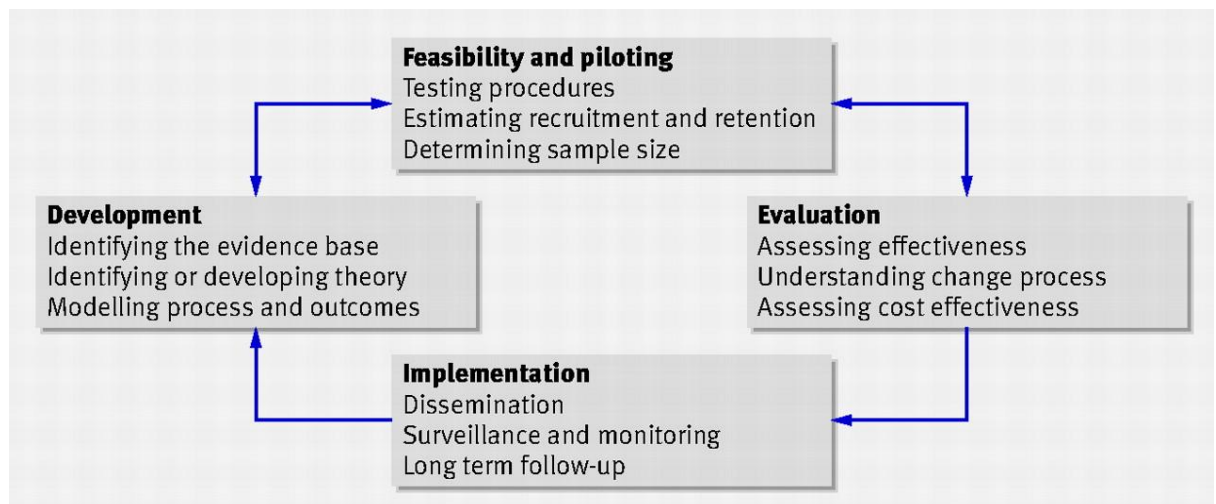 Feasibility and piloting
Testing procedures
Estimating recruitment and retention
Determining sample size
Development
Identifying the evidence base
Identifying or developing theory
Modelling process and outcomes
Evaluation
Assessing effectiveness
Understanding change process
Assessing cost effectiveness
Implementation
Dissemination
Surveillance and monitoring
Long term follow-up